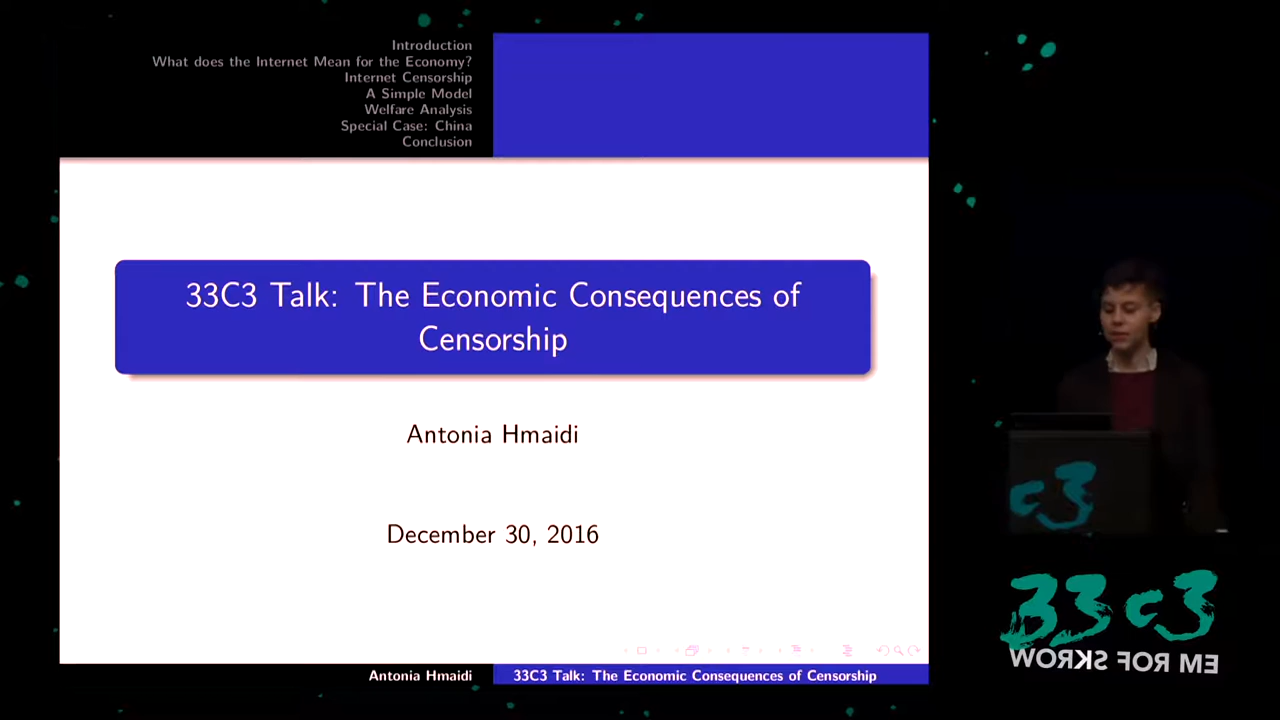 Introduction
What does the Internet Mean for the Economy?
Internet Censorship
A Simple Model
Welfare Analysis
Special Case: China
Conclusion
33C3 Talk: The Economic Consequences of
Censorship
Antonia Hmaidi
December 30, 2016
Antonia Hmaidi
33C3 Talk: The Economic Consequences of Censorship
c3
33c3
WORKS FOR ME